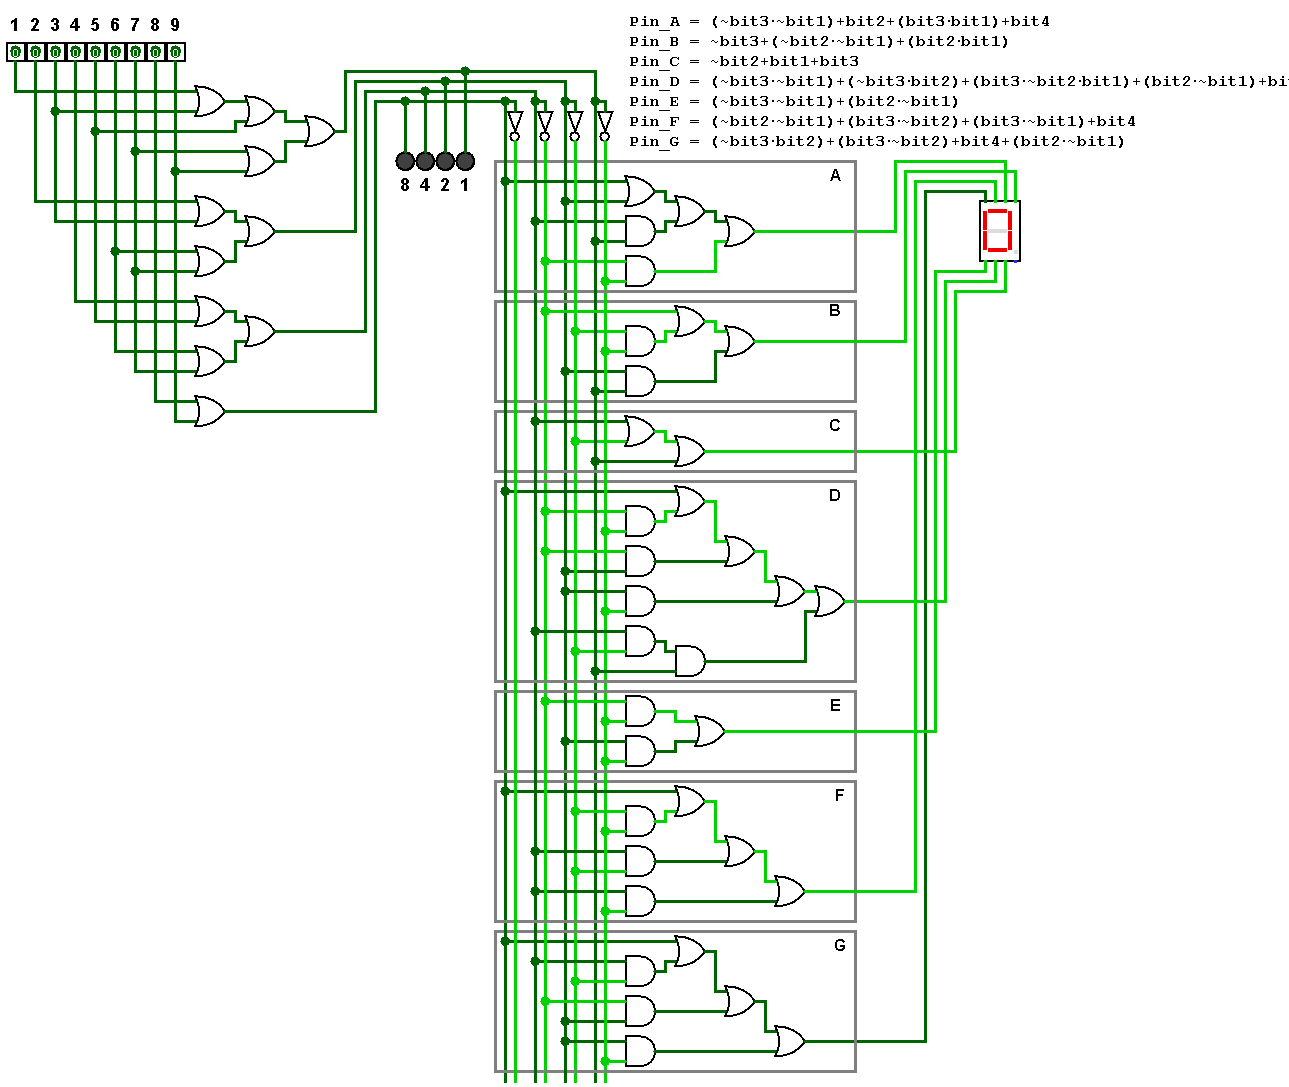 1 2 3 4 5 6 7 8 9
0 0 0 0 0 0 0 0 0
Pin_A = (~bit3·~bit1)+bit2+(bit3·bit1)+bit4
Pin_B = ~bit3+(~bit2·~bit1)+(bit2·bit1)
Pin_C = ~bit2+bit1+bit3
Pin_D = (~bit3·~bit1)+(~bit3·bit2)+(bit3·~bit2·bit1)+(bit2·~bit1)+bi
Pin_E = (~bit3·~bit1)+(bit2·~bit1)
Pin_F = (~bit2·~bit1)+(bit3·~bit2)+(bit3·~bit1)+bit4
Pin_G = (~bit3·bit2)+(bit3·~bit2)+bit4+(bit2·~bit1)
8 4 2 1
A
0
B
C
D
E
F
G